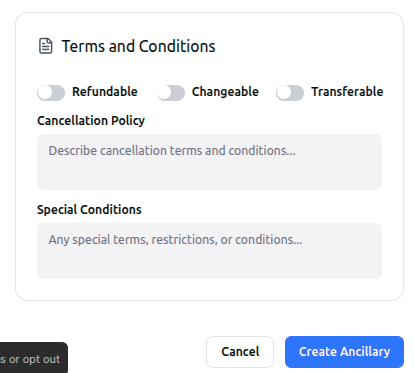 Terms and Conditions
Refundable Changeable Transferable
Cancellation Policy
Describe cancellation terms and conditions...
Special Conditions
Any special terms, restrictions, or conditions...
Cancel Create Ancillary
s or opt out